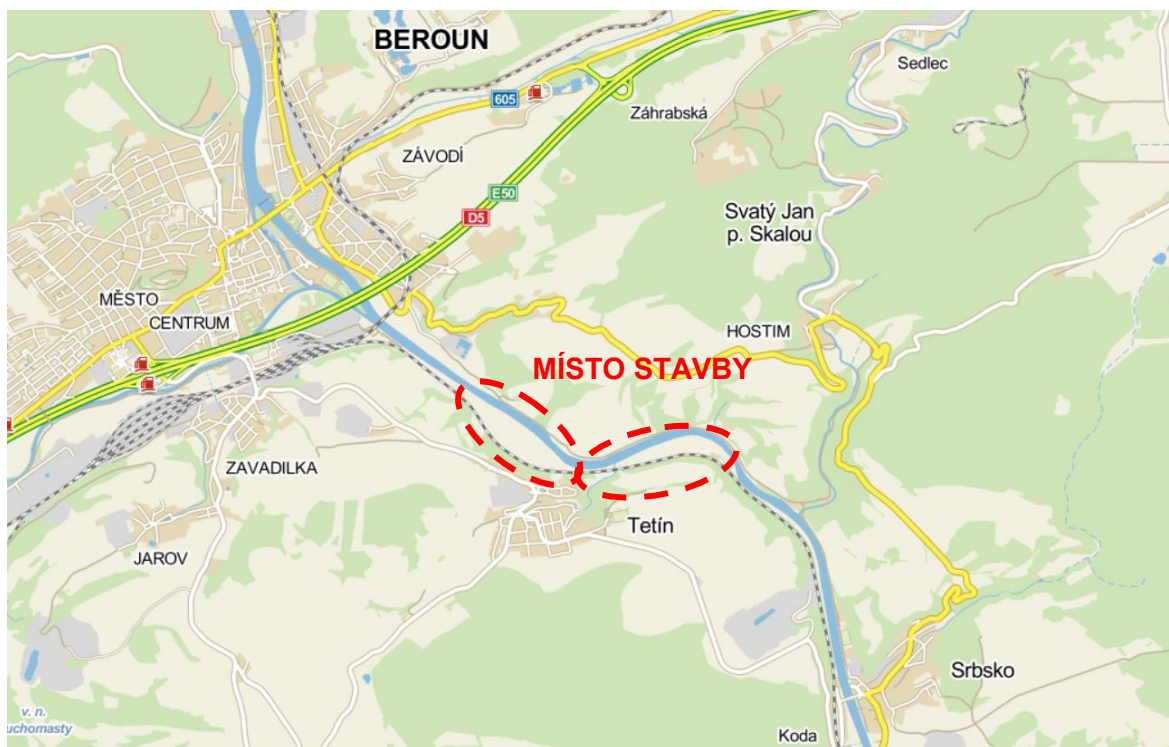 BEROUN
Sedlec
605
Záhrabská
ZÁVODÍ
E50
D5
Svatý Jan
p. Skalou
MĚSTO
CENTRUM
HOSTIM
MÍSTO STAVBY
ZAVADILKA
Tetín
JAROV
Srbsko
v. n.
uchomasty
Koda